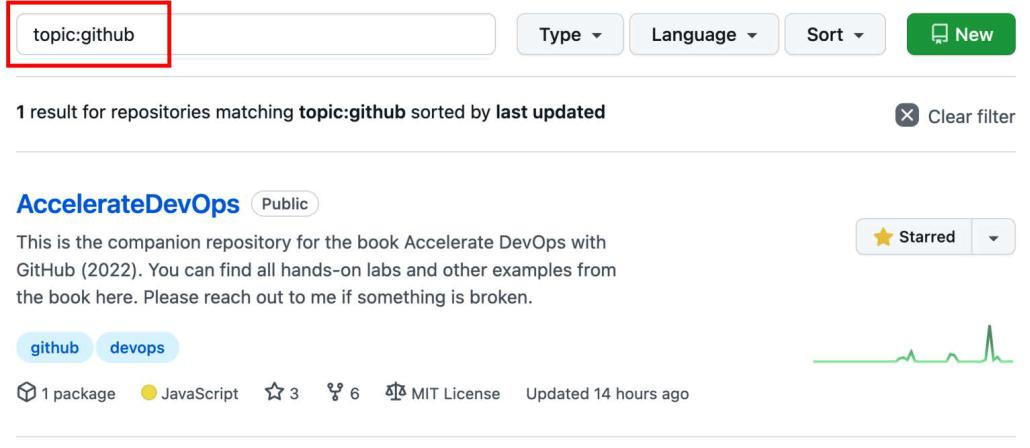 topic:github
Type
Language
Sort
New
1 result for repositories matching topic:github sorted by last updated
Clear filter
AccelerateDevOps
Public
This is the companion repository for the book Accelerate DevOps with
GitHub (2022). You can find all hands-on labs and other examples from
the book here. Please reach out to me if something is broken.
Starred
github
devops
1 package
JavaScript
3
6
MIT License
Updated 14 hours ago